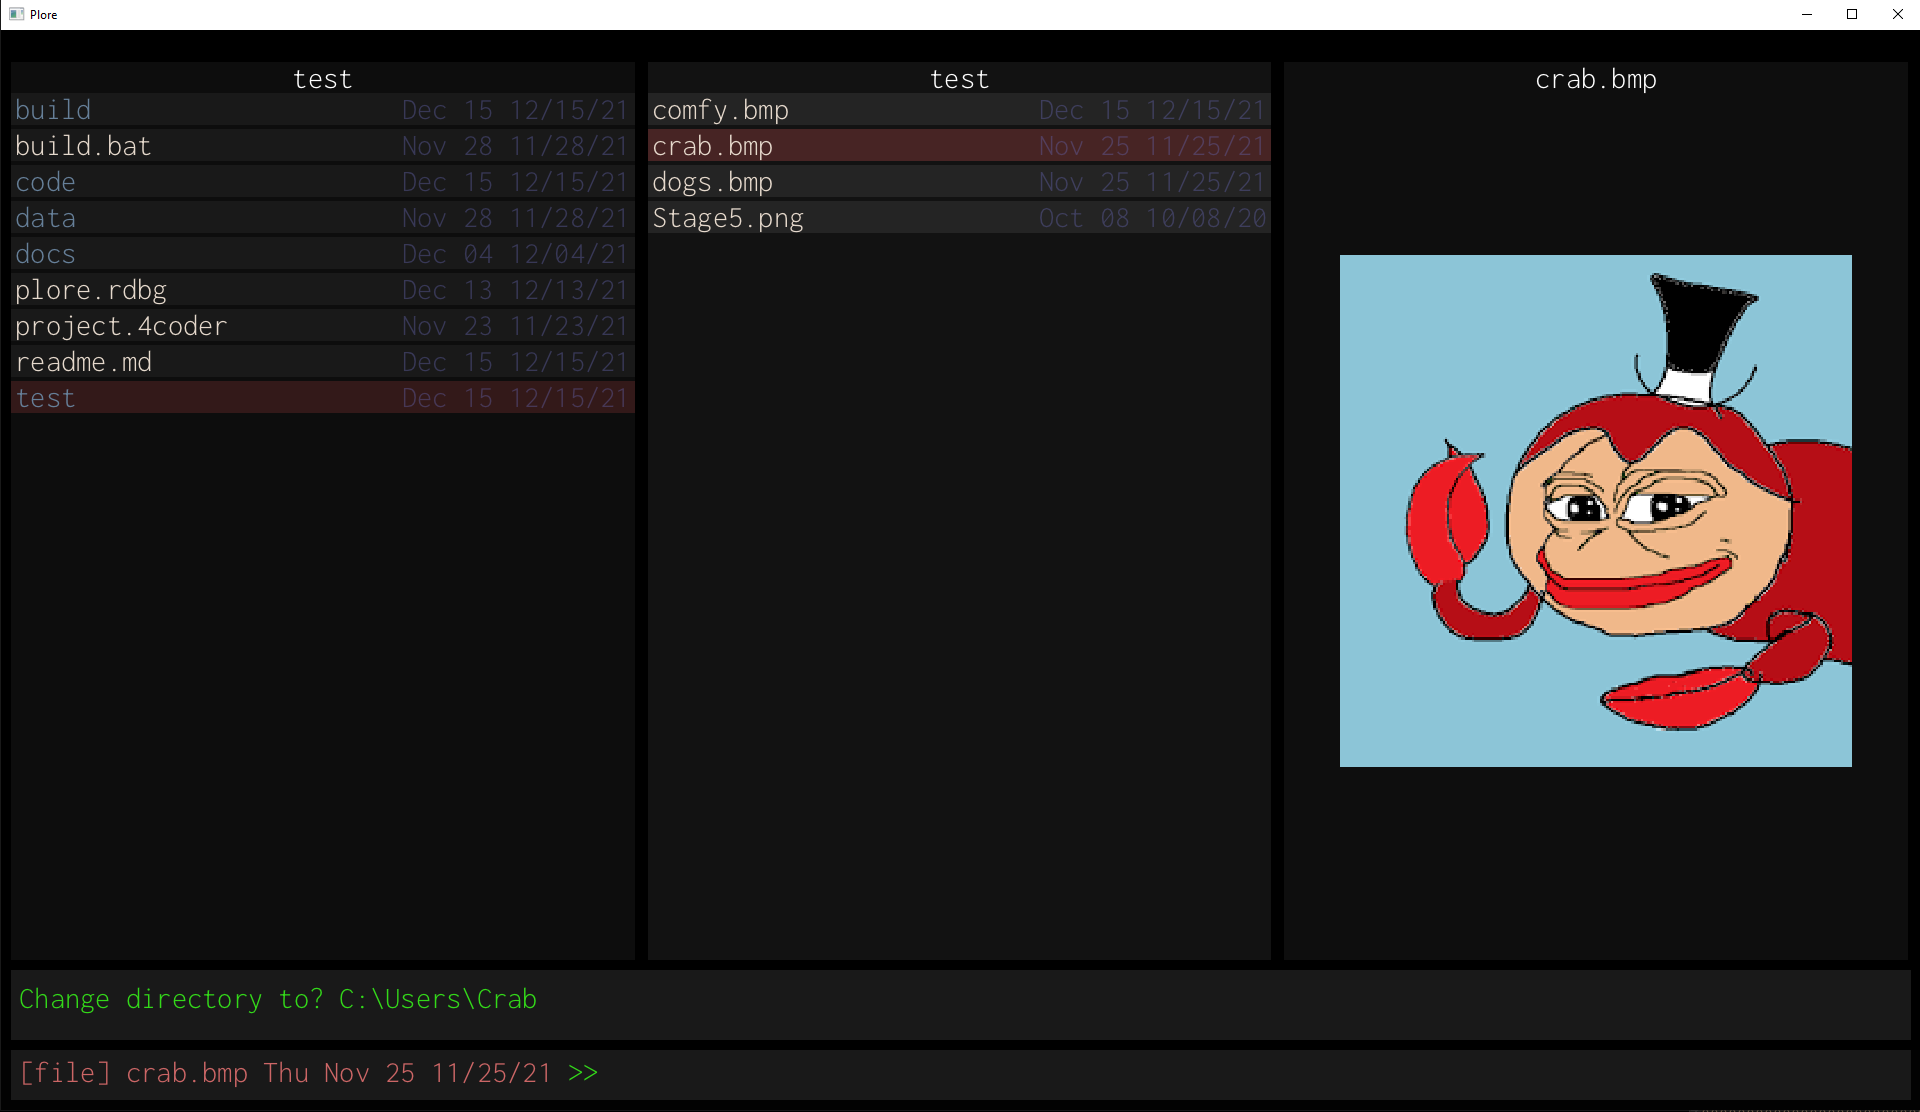 Plore
test
build Dec 15 12/15/21
build.bat Nov 28 11/28/21
code Dec 15 12/15/21
data Nov 28 11/28/21
docs Dec 04 12/04/21
plore.rdbg Dec 13 12/13/21
project.4coder Nov 23 11/23/21
readme.md Dec 15 12/15/21
test Dec 15 12/15/21
test
comfy.bmp Dec 15 12/15/21
crab.bmp Nov 25 11/25/21
dogs.bmp Nov 25 11/25/21
Stage5.png Oct 08 10/08/20
crab.bmp
Change directory to? C:\Users\Crab
[file] crab.bmp Thu Nov 25 11/25/21 >>